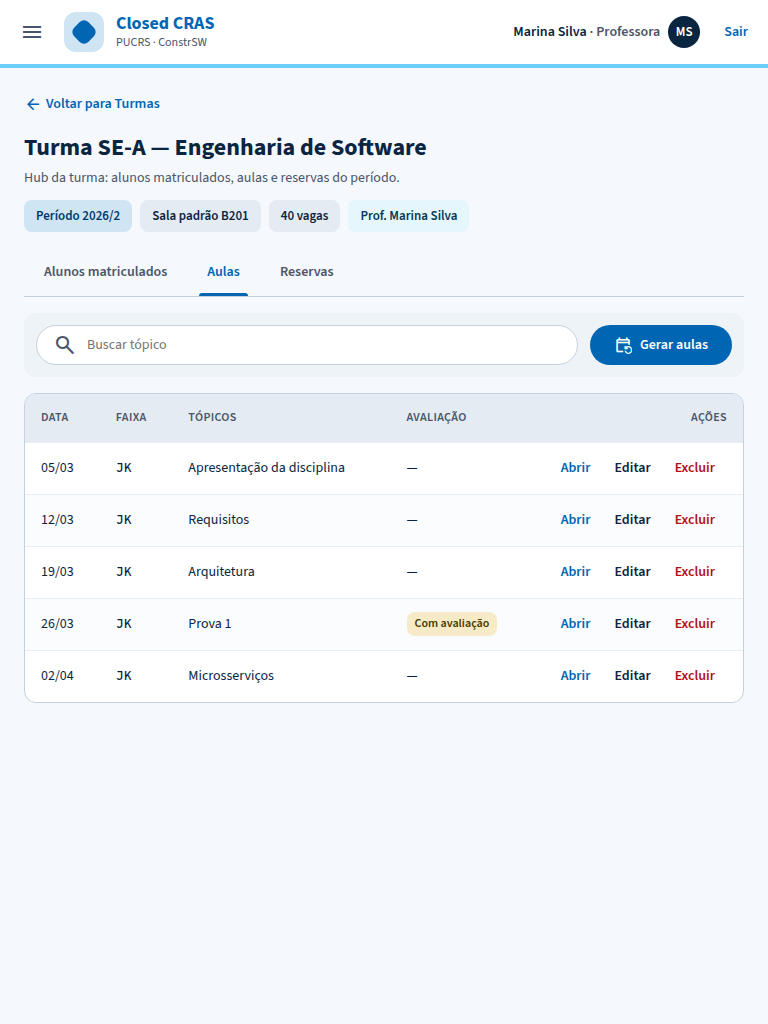 Closed CRAS
PUCRS · ConstrSW
Marina Silva · Professora MS Sair
Voltar para Turmas
Turma SE-A — Engenharia de Software
Hub da turma: alunos matriculados, aulas e reservas do período.
Período 2026/2 Sala padrão B201 40 vagas Prof. Marina Silva
Alunos matriculados Aulas Reservas
Buscar tópico Gerar aulas
DATA FAIXA TÓPICOS AVALIAÇÃO AÇÕES
05/03 JK Apresentação da disciplina — Abrir Editar Excluir
12/03 JK Requisitos — Abrir Editar Excluir
19/03 JK Arquitetura — Abrir Editar Excluir
26/03 JK Prova 1 Com avaliação Abrir Editar Excluir
02/04 JK Microsserviços — Abrir Editar Excluir